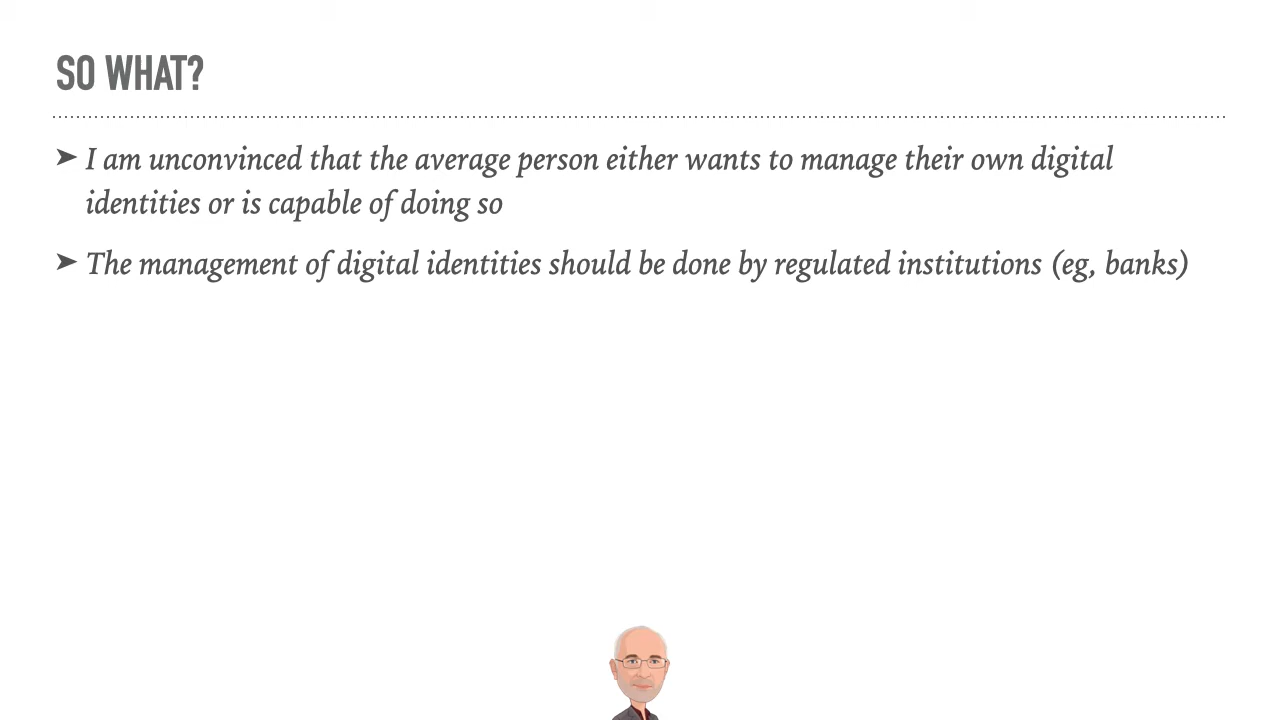 SO WHAT?
➤ I am unconvinced that the average person either wants to manage their own digital
identities or is capable of doing so
➤ The management of digital identities should be done by regulated institutions (eg, banks)